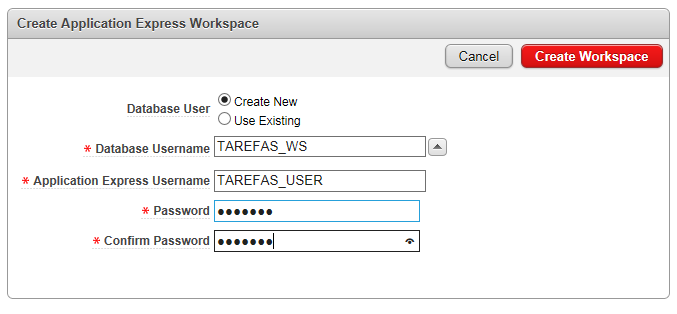 Create Application Express Workspace
Cancel
Create Workspace
Database User
Create New
Use Existing
* Database Username TAREFAS_WS
* Application Express Username TAREFAS_USER
* Password •••••••
* Confirm Password •••••••